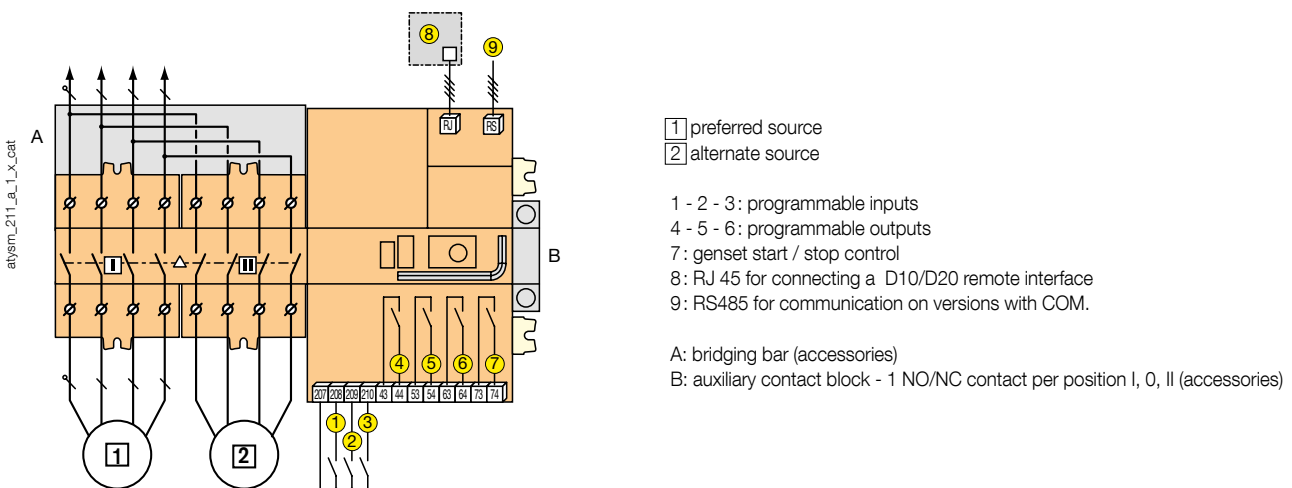 8
9
A
RJ
RS
atysm_211_a_1_x_cat
I
II
B
4
5
6
7
207 208 209 210 43 44 53 54 63 64 73 74
1
3
2
1
2
1 preferred source
2 alternate source
1 - 2 - 3: programmable inputs
4 - 5 - 6: programmable outputs
7: genset start / stop control
8: RJ 45 for connecting a D10/D20 remote interface
9: RS485 for communication on versions with COM.
A: bridging bar (accessories)
B: auxiliary contact block - 1 NO/NC contact per position I, 0, II (accessories)